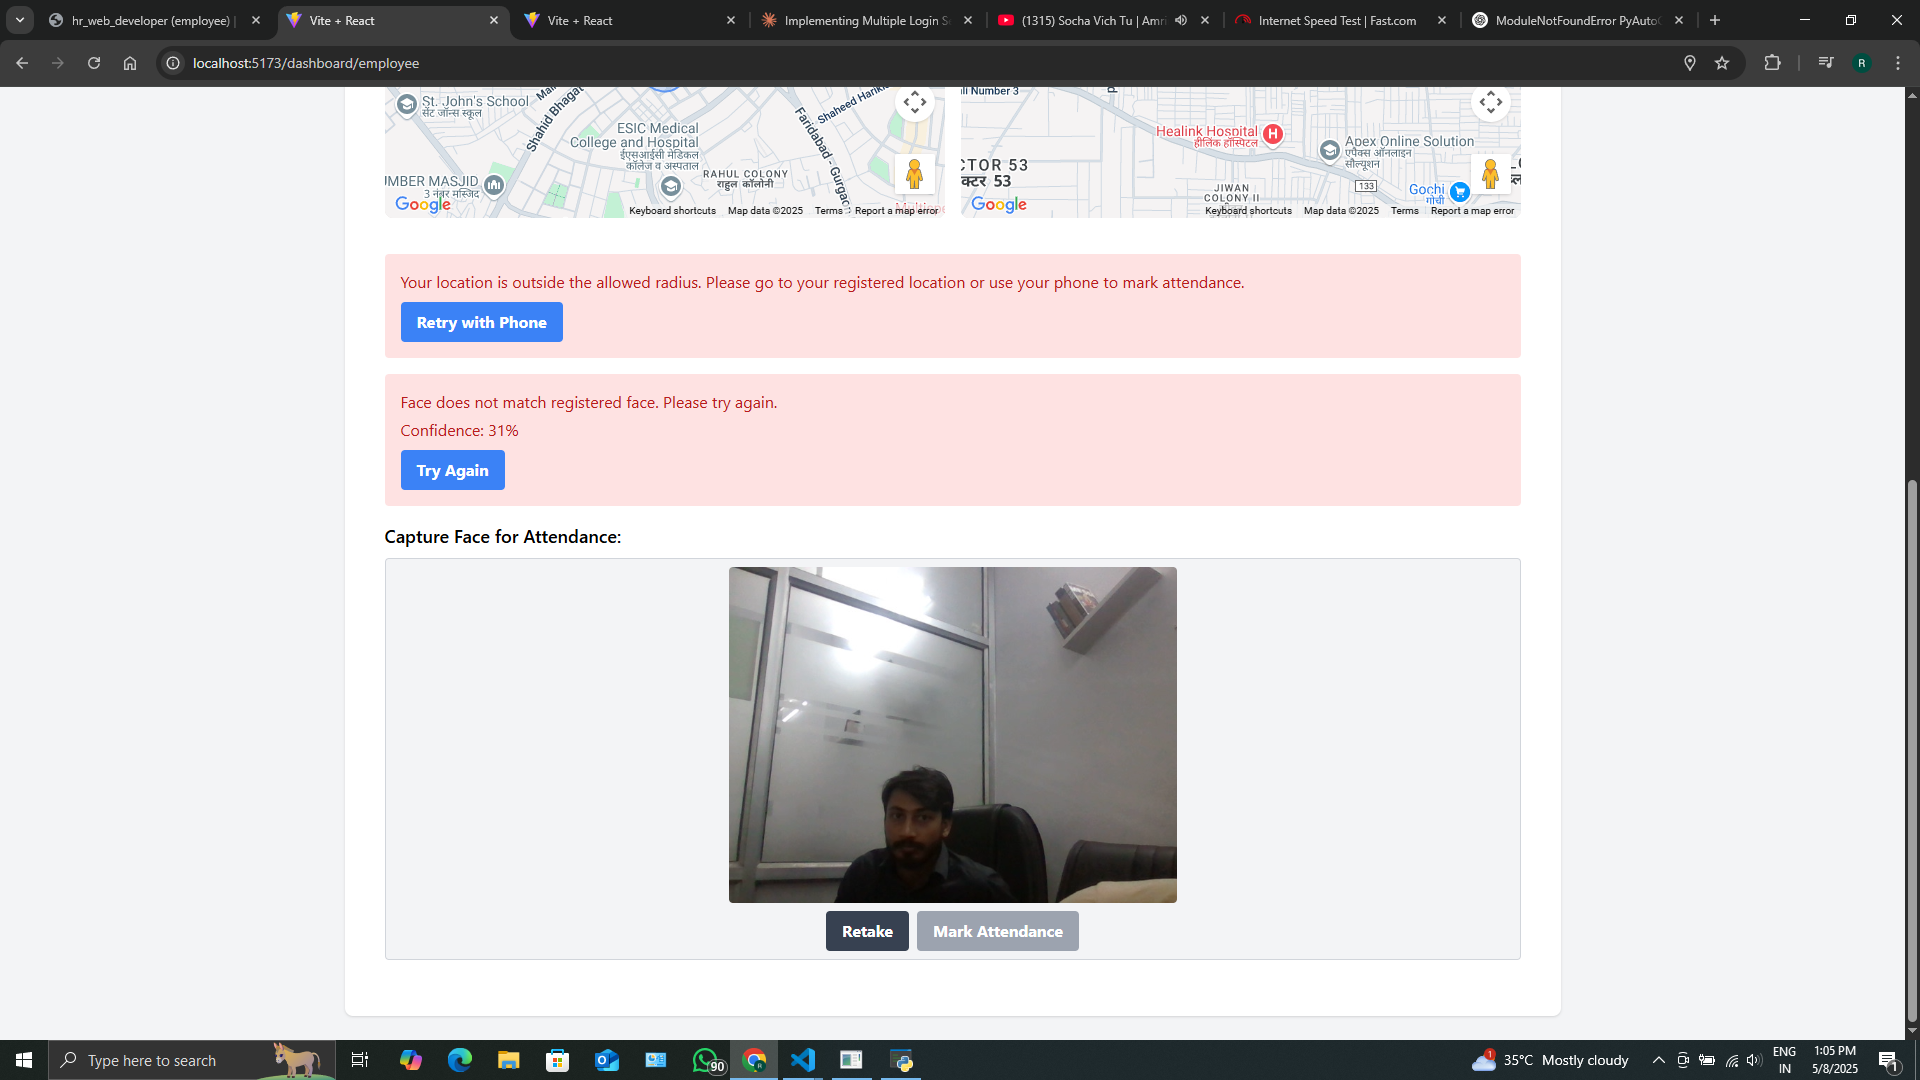 hr_web_developer (employee) |
Vite + React
Vite + React
Implementing Multiple Login S
(1315) Socha Vich Tu | Amri
Internet Speed Test | Fast.com
ModuleNotFoundError PyAuto
localhost:5173/dashboard/employee
R
St. John's School
सेंट जॉन्स स्कूल
Shahid Bhagat
ESIC Medical
College and Hospital
ईएसआईसी मेडिकल
कॉलेज व अस्पताल
Shaheed Harikis
Faridabad - Gurgao
RAHUL COLONY
राहुल कॉलोनी
UMBER MASJID
3 नंबर मस्जिद
Google
Keyboard shortcuts Map data ©2025 Terms Report a map error
ali Number 3
Healink Hospital
हीलिंक हॉस्पिटल
H
Apex Online Solution
एपैक्स ऑनलाइन
सौल्यूशन
CTOR 53
क्टर 53
JIWAN
COLONY II
133
Gochi
गोची
Google
Keyboard shortcuts Map data ©2025 Terms Report a map error
Your location is outside the allowed radius. Please go to your registered location or use your phone to mark attendance.
Retry with Phone
Face does not match registered face. Please try again.
Confidence: 31%
Try Again
Capture Face for Attendance:
Retake
Mark Attendance
Type here to search
90
1
35°C Mostly cloudy
ENG
IN
1:05 PM
5/8/2025
1